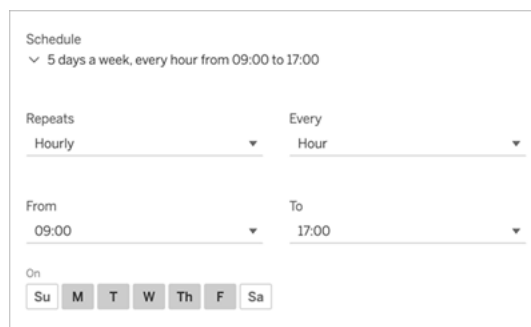 Schedule
5 days a week, every hour from 09:00 to 17:00
Repeats
Every
Hourly
Hour
From
To
09:00
17:00
On
Su M T W Th F Sa